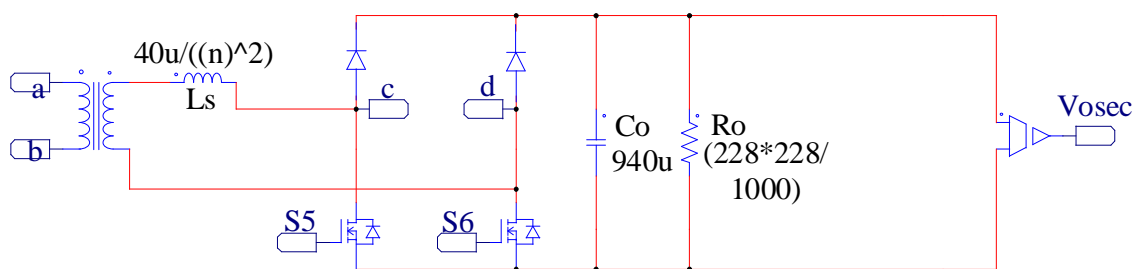 40u/((n)^2)
a
Ls
c
d
b
Co
940u
Ro
(228*228/
1000)
Vosec
S5
S6